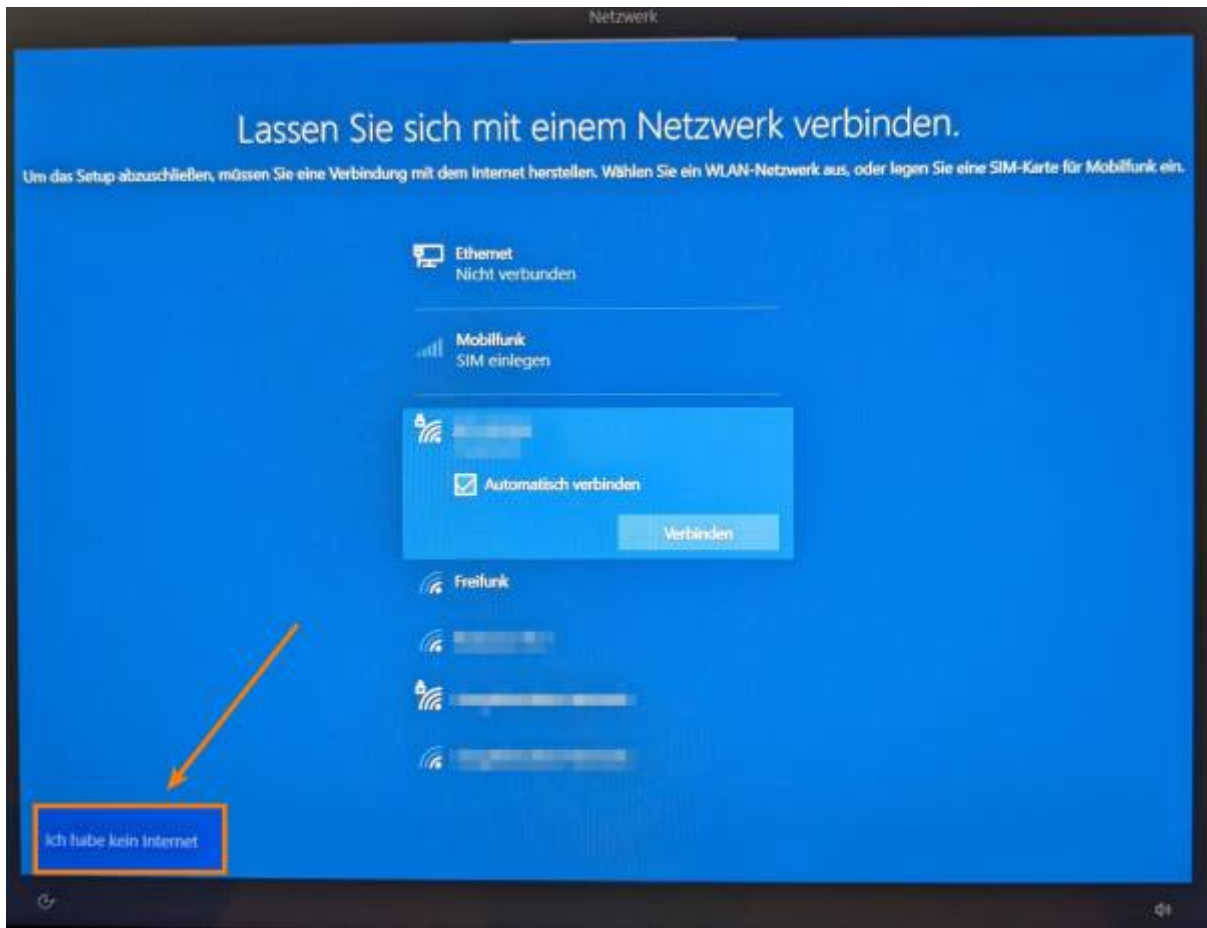 Netzwerk
Lassen Sie sich mit einem Netzwerk verbinden.
Um das Setup abzuschließen, müssen Sie eine Verbindung mit dem Internet herstellen. Wählen Sie ein WLAN-Netzwerk aus, oder legen Sie eine SIM-Karte für Mobilfunk ein.
Ethernet
Nicht verbunden
Mobilfunk
SIM einlegen
Automatisch verbinden
Verbinden
Freifunk
Ich habe kein Internet